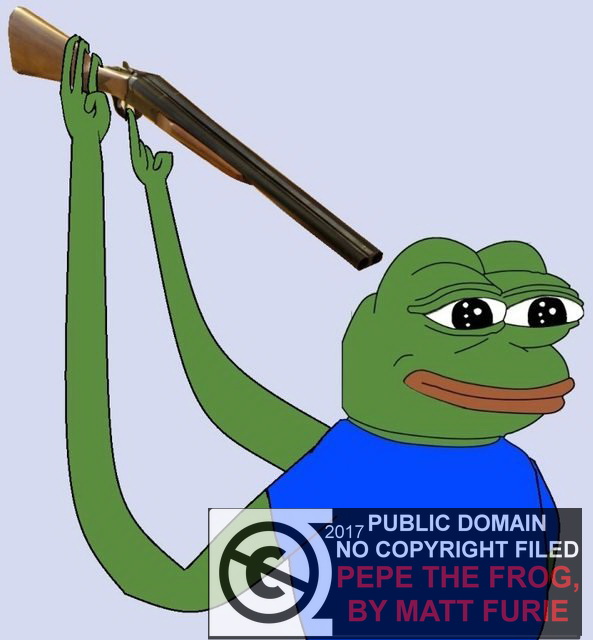 2017 PUBLIC DOMAIN
NO COPYRIGHT FILED
PEPE THE FROG,
BY MATT FURIE